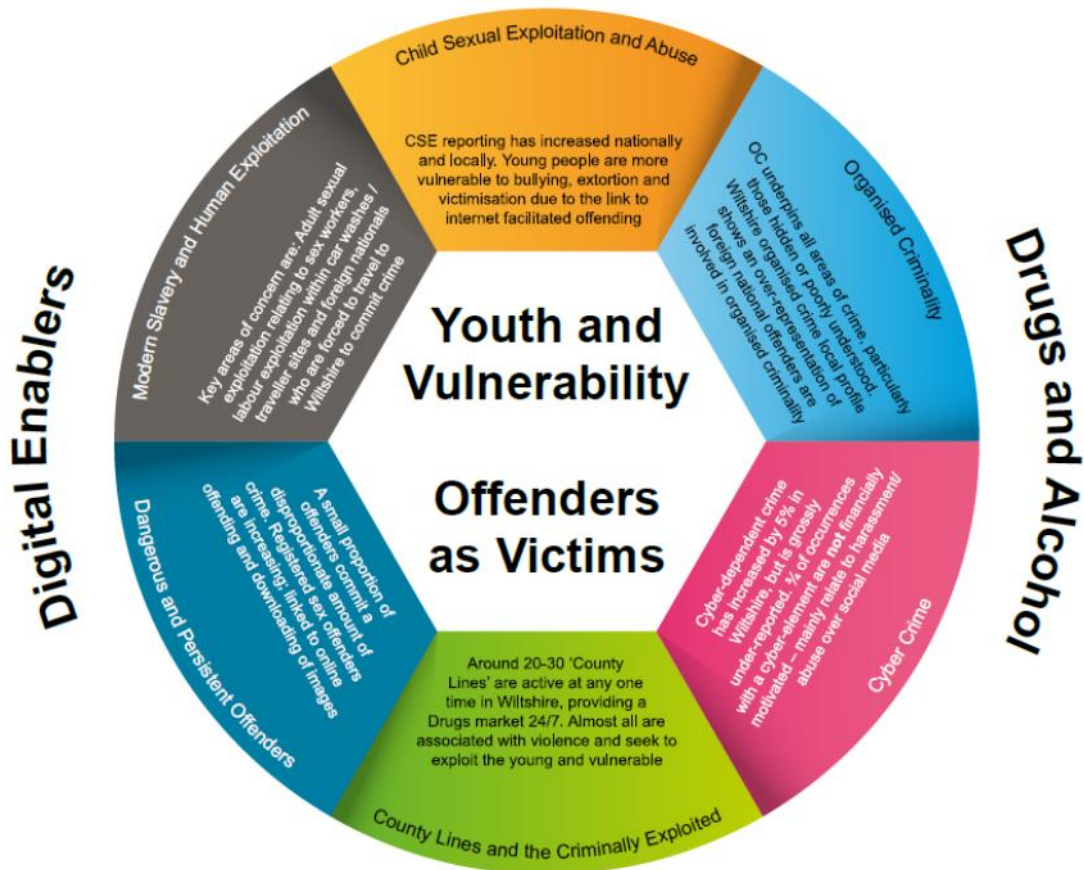 Child Sexual Exploitation and Abuse
CSE reporting has increased nationally
and locally. Young people are more
vulnerable to bullying, extortion and
victimisation due to the link to
internet facilitated offending
Organised Criminality
OC underpins all areas of crime, particularly
those hidden or poorly understood.
Wiltshire organised crime local profile
shows an over-representation of
foreign national offenders are
involved in organised criminality
Drugs and Alcohol
Cyber-dependent crime
has increased by 5% in
Wiltshire, but is grossly
under-reported. ¾ of occurrences
with a cyber-element are not financially
motivated – mainly relate to harassment/
abuse over social media
Cyber Crime
Around 20-30 ‘County
Lines’ are active at any one
time in Wiltshire, providing a
Drugs market 24/7. Almost all are
associated with violence and seek to
exploit the young and vulnerable
County Lines and the Criminally Exploited
A small proportion of
offenders commit a
disproportionate amount of
crime. Registered sex offenders
are increasing; linked to online
offending and downloading of images
Dangerous and Persistent Offenders
Digital Enablers
Modern Slavery and Human Exploitation
Key areas of concern are: Adult sexual
exploitation relating to sex workers,
labour exploitation within car washes /
traveller sites and foreign nationals
who are forced to travel to
Wiltshire to commit crime
Youth and
Vulnerability
Offenders
as Victims